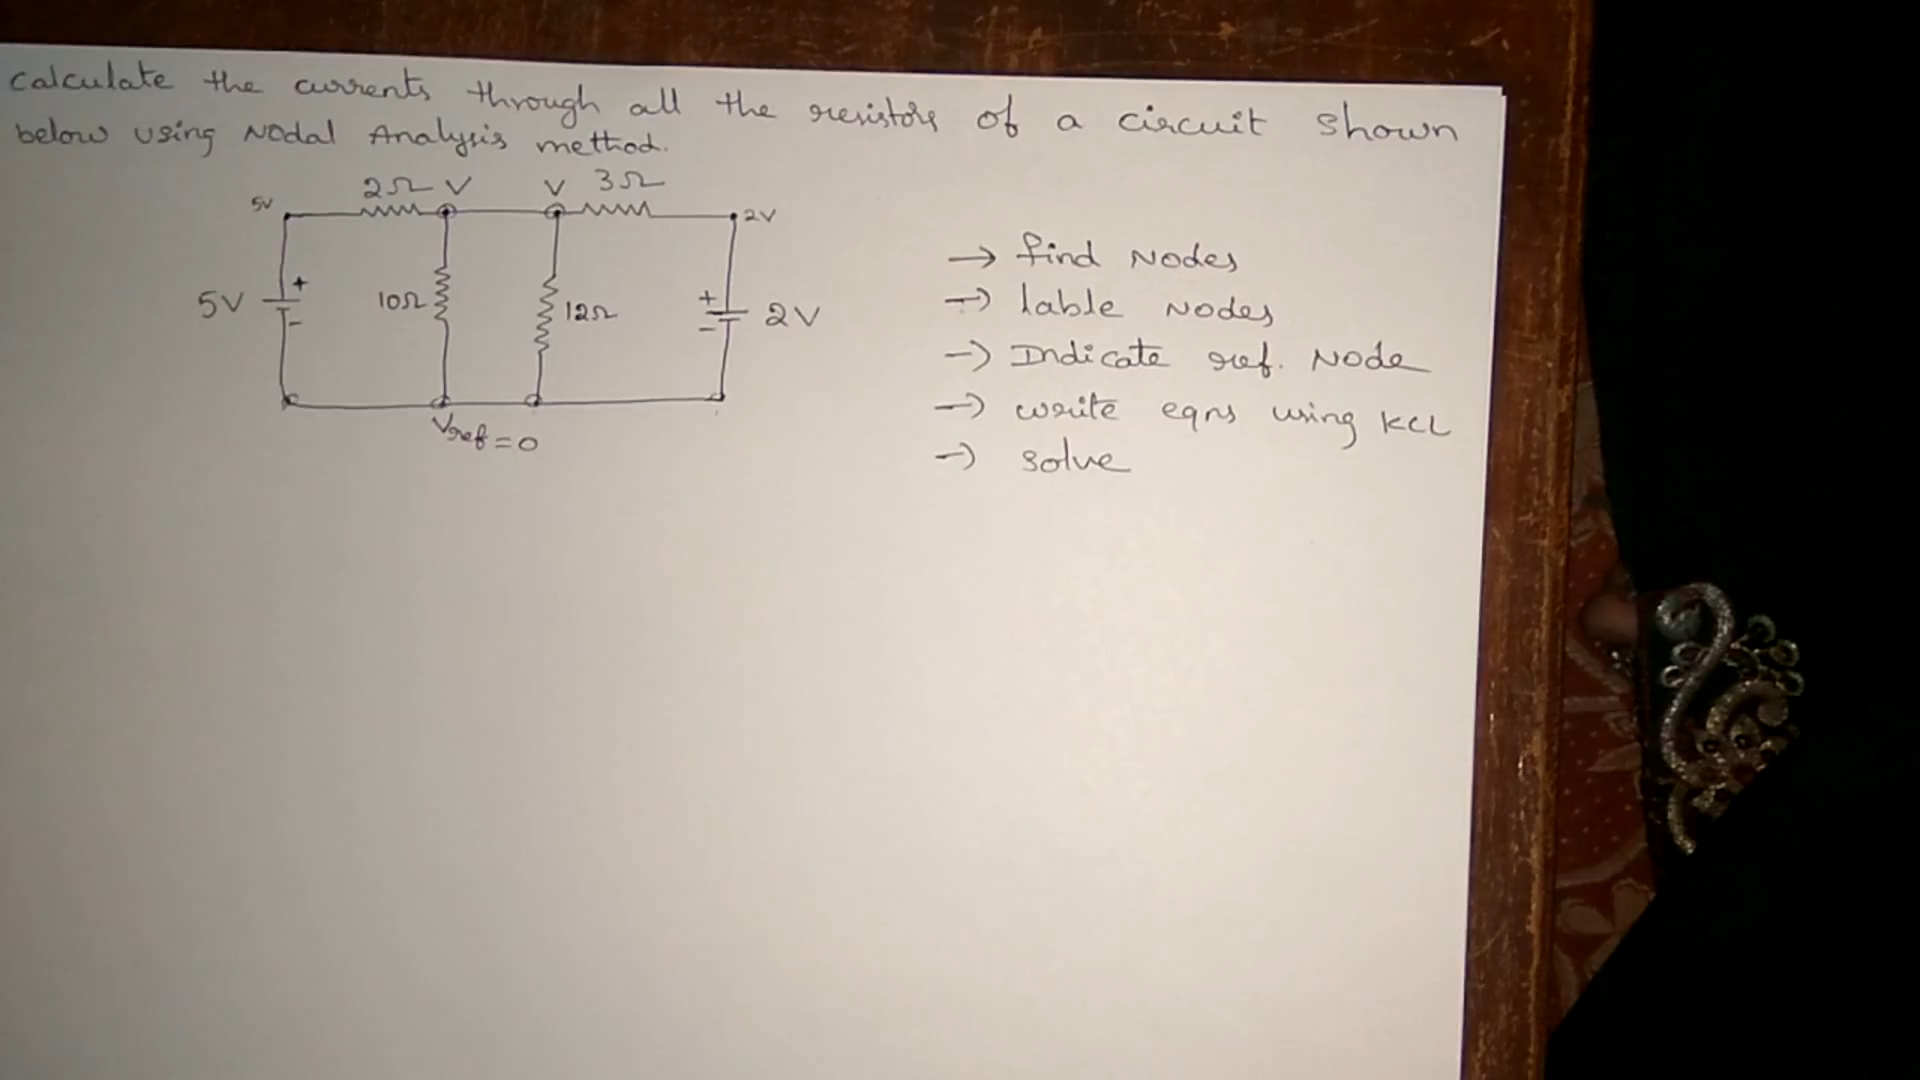 calculate the currents through all the resistors of a circuit shown
below using Nodal Analysis method.
2Ω V V 3Ω
5V 2V
5V + - 10Ω 12Ω + - 2V
Vref = 0
→ find Nodes
→ lable Nodes
→ Indicate ref. Node
→ write eqns using KCL
→ solve